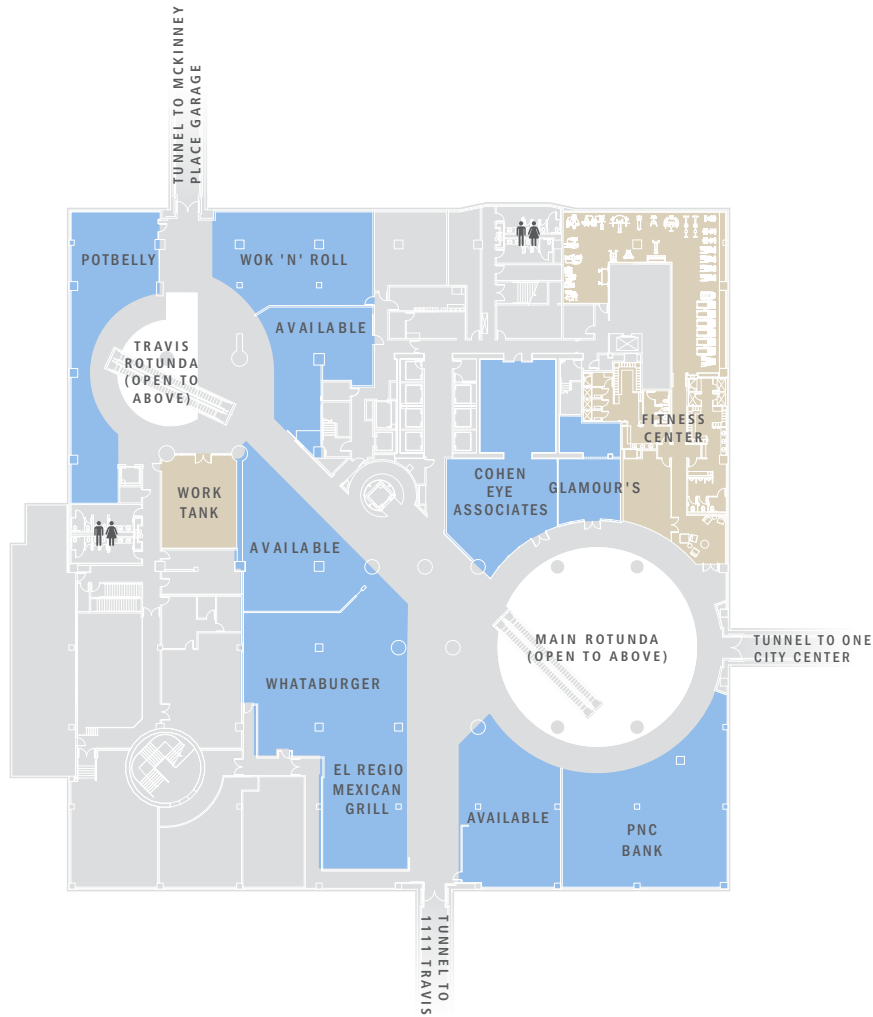 TUNNEL TO MCKINNEY
PLACE GARAGE
POTBELLY
WOK 'N' ROLL
AVAILABLE
TRAVIS
ROTUNDA
(OPEN TO
ABOVE)
FITNESS
CENTER
WORK
TANK
COHEN
EYE
ASSOCIATES
GLAMOUR'S
AVAILABLE
MAIN ROTUNDA
(OPEN TO ABOVE)
TUNNEL TO ONE
CITY CENTER
WHATABURGER
EL REGIO
MEXICAN
GRILL
AVAILABLE
PNC
BANK
TUNNEL TO
1111 TRAVIS